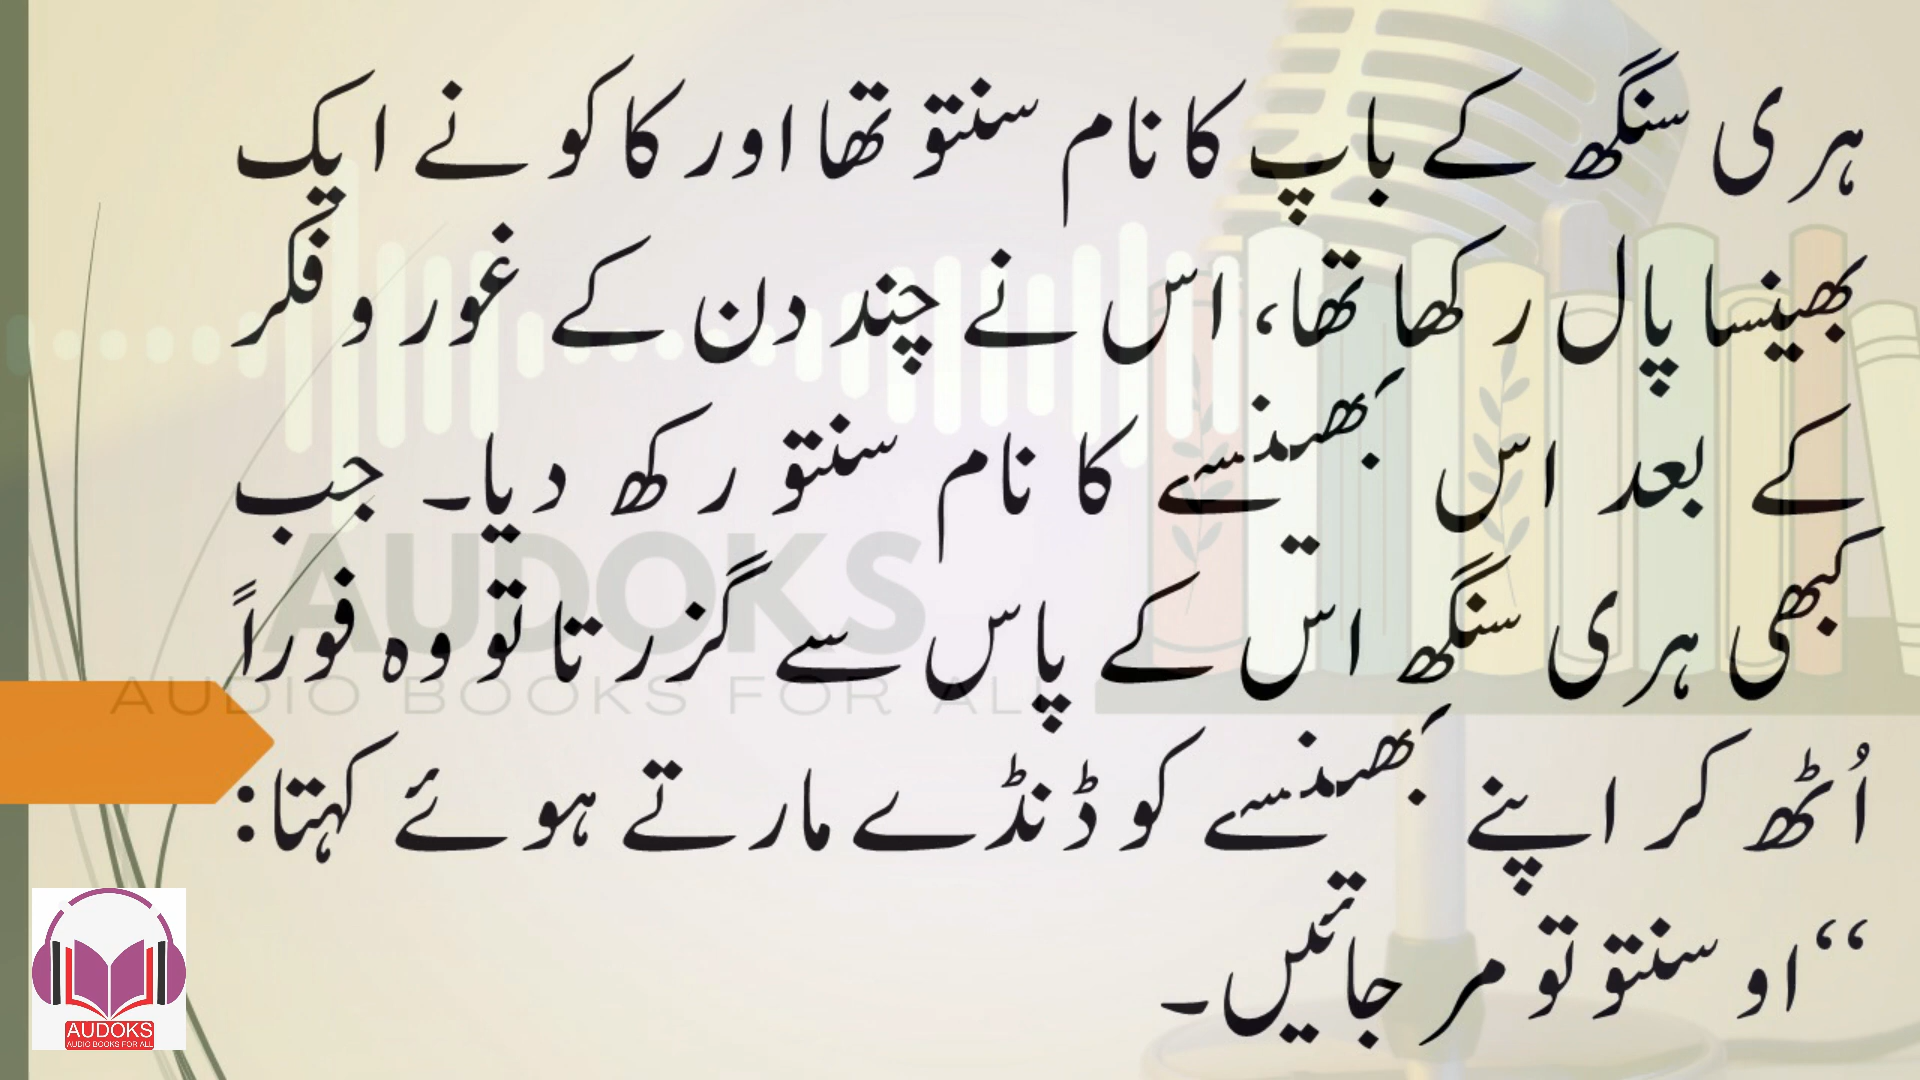 ہری سنگھ کے باپ کا نام سنتو تھا اور کاکو نے ایک
بھینسا پال رکھا تھا، اس نے چند دن کے غور و فکر
کے بعد اس بھینسے کا نام سنتو رکھ دیا۔ جب
کبھی ہری سنگھ اس کے پاس سے گزرتا تو وہ فوراً
اُٹھ کر اپنے بھینسے کو ڈنڈے مارتے ہوئے کہتا:
‘‘او سنتو تو مر جائیں۔
AUDOKS
AUDIO BOOKS FOR ALL
AUDOKS
AUDIO BOOKS FOR ALL